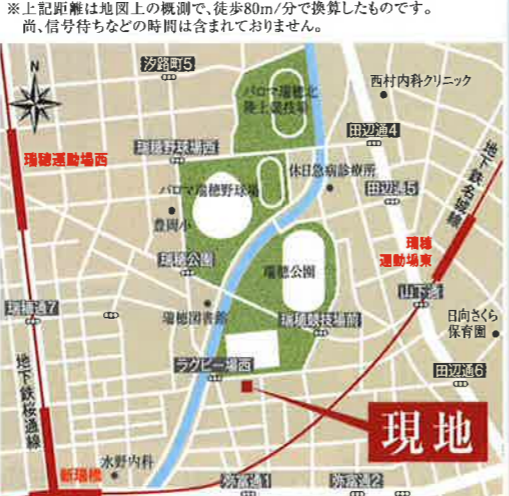 ※上記距離は地図上の概測で、徒歩80m/分で換算したものです。
尚、信号待ちなどの時間は含まれておりません。
N
汐路町5
パロマ瑞穂北
陸上競技場
西村内科クリニック
田辺通4
瑞穂運動場西
瑞穂野球場西
地下鉄名城線
休日急病診療所
パロマ瑞穂野球場
田辺通5
豊岡小
瑞穂
運動場東
瑞穂公園
瑞穂公園
山下通
瑞穂通7
瑞穂図書館
瑞穂競技場前
日向さくら
保育園
地下鉄桜通線
ラグビー場西
田辺通6
現地
新瑞橋
水野内科
弥富通1
弥富通2